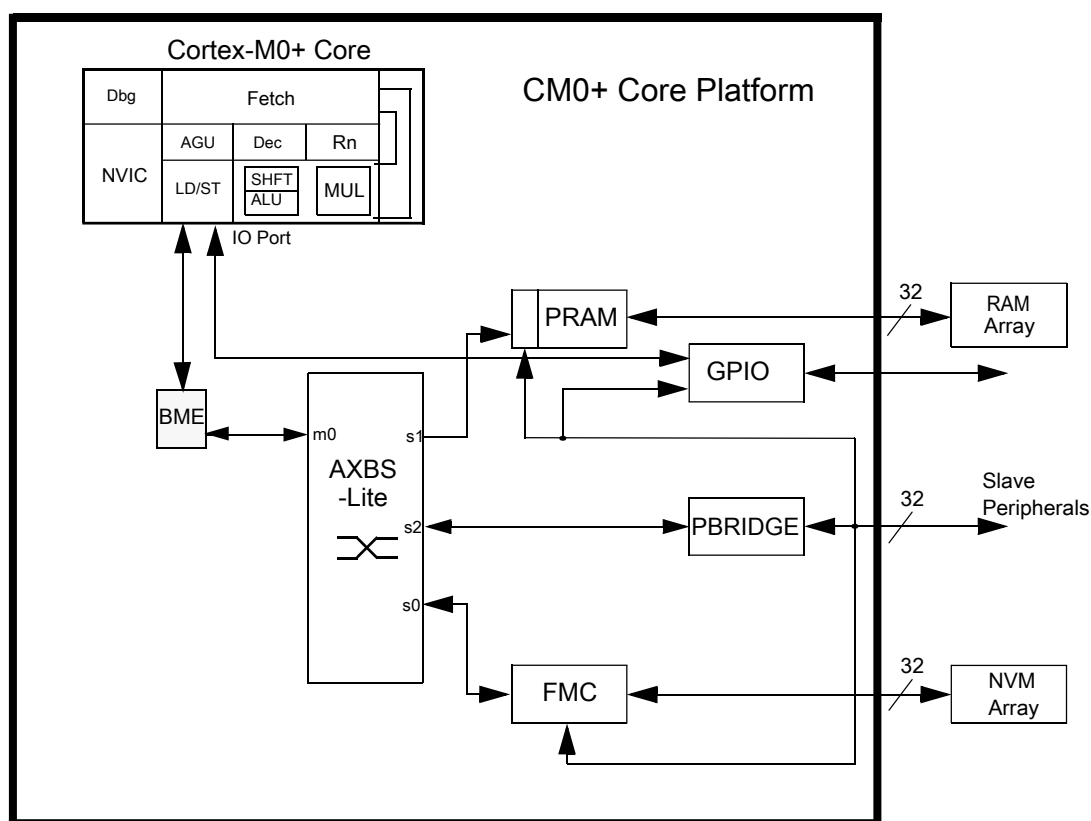 Cortex-M0+ Core
CM0+ Core Platform
Dbg
Fetch
AGU
Dec
Rn
NVIC
LD/ST
SHFT
ALU
MUL
IO Port
32
PRAM
RAM
Array
GPIO
BME
m0
s1
AXBS
-Lite
s2
s0
PBRIDGE
32
Slave
Peripherals
FMC
32
NVM
Array